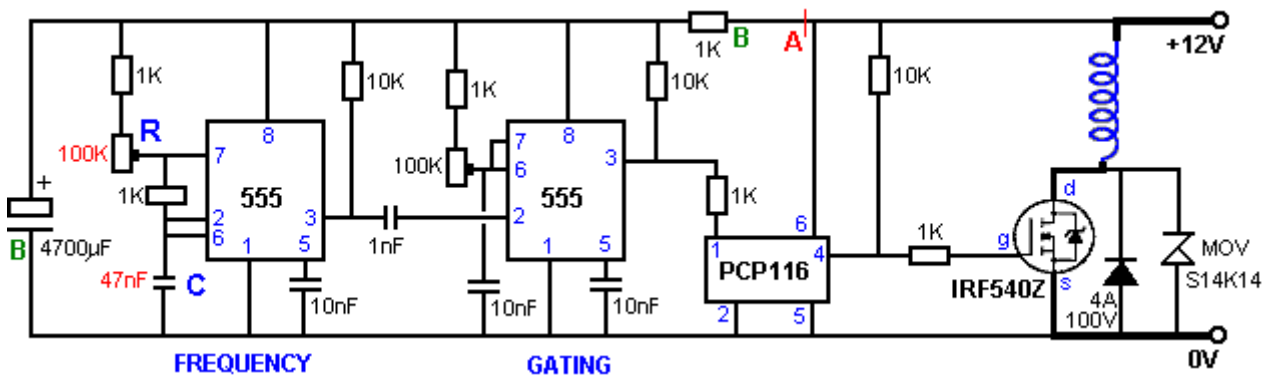 +12V
1K
B
A
1K
10K
1K
10K
10K
R
100K
7
8
555
1K
2
6
3
1
5
+
B
4700µF
47nF
C
10nF
1nF
100K
7
6
8
555
3
2
1
5
10nF
10nF
1K
1
6
PCP116
4
2
5
1K
g
d
s
IRF540Z
4A
100V
MOV
S14K14
0V
FREQUENCY
GATING